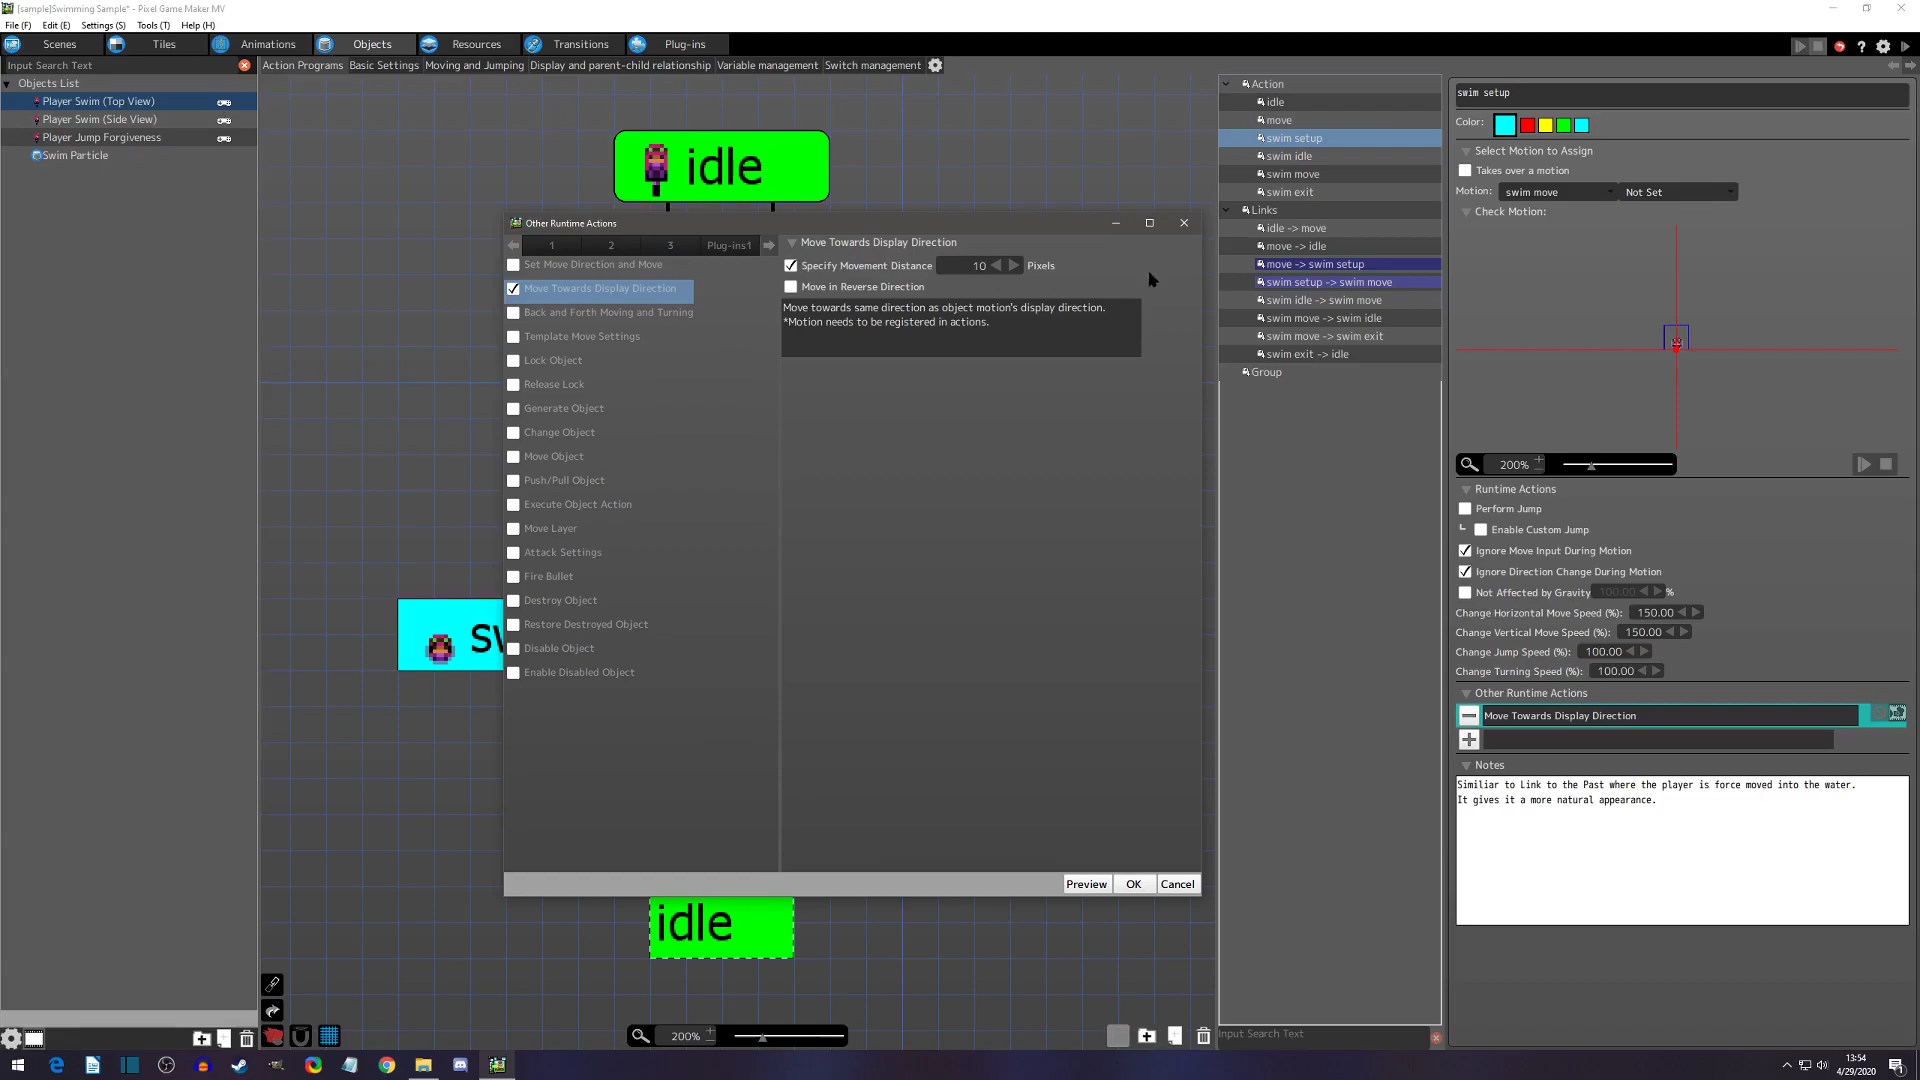 [sample]Swimming Sample* - Pixel Game Maker MV
File (F) Edit (E) Settings (S) Tools (T) Help (H)
Scenes Tiles Animations Objects Resources Transitions Plug-ins
Input Search Text
Action Programs Basic Settings Moving and Jumping Display and parent-child relationship Variable management Switch management
Objects List
Player Swim (Top View)
Player Swim (Side View)
Player Jump Forgiveness
Swim Particle
idle
sw
idle
200%
Other Runtime Actions
1 2 3 Plug-ins1
Set Move Direction and Move
Move Towards Display Direction
Back and Forth Moving and Turning
Template Move Settings
Lock Object
Release Lock
Generate Object
Change Object
Move Object
Push/Pull Object
Execute Object Action
Move Layer
Attack Settings
Fire Bullet
Destroy Object
Restore Destroyed Object
Disable Object
Enable Disabled Object
Move Towards Display Direction
Specify Movement Distance 10 Pixels
Move in Reverse Direction
Move towards same direction as object motion's display direction.
*Motion needs to be registered in actions.
Preview OK Cancel
Action
idle
move
swim setup
swim idle
swim move
swim exit
Links
idle -> move
move -> idle
move -> swim setup
swim setup -> swim move
swim idle -> swim move
swim move -> swim idle
swim move -> swim exit
swim exit -> idle
Group
Input Search Text
swim setup
Color:
Select Motion to Assign
Takes over a motion
Motion: swim move Not Set
Check Motion:
200%
Runtime Actions
Perform Jump
Enable Custom Jump
Ignore Move Input During Motion
Ignore Direction Change During Motion
Not Affected by Gravity 100.00 %
Change Horizontal Move Speed (%): 150.00
Change Vertical Move Speed (%): 150.00
Change Jump Speed (%): 100.00
Change Turning Speed (%): 100.00
Other Runtime Actions
Move Towards Display Direction
Notes
Similiar to Link to the Past where the player is force moved into the water.
It gives it a more natural appearance.
13:54
4/29/2020